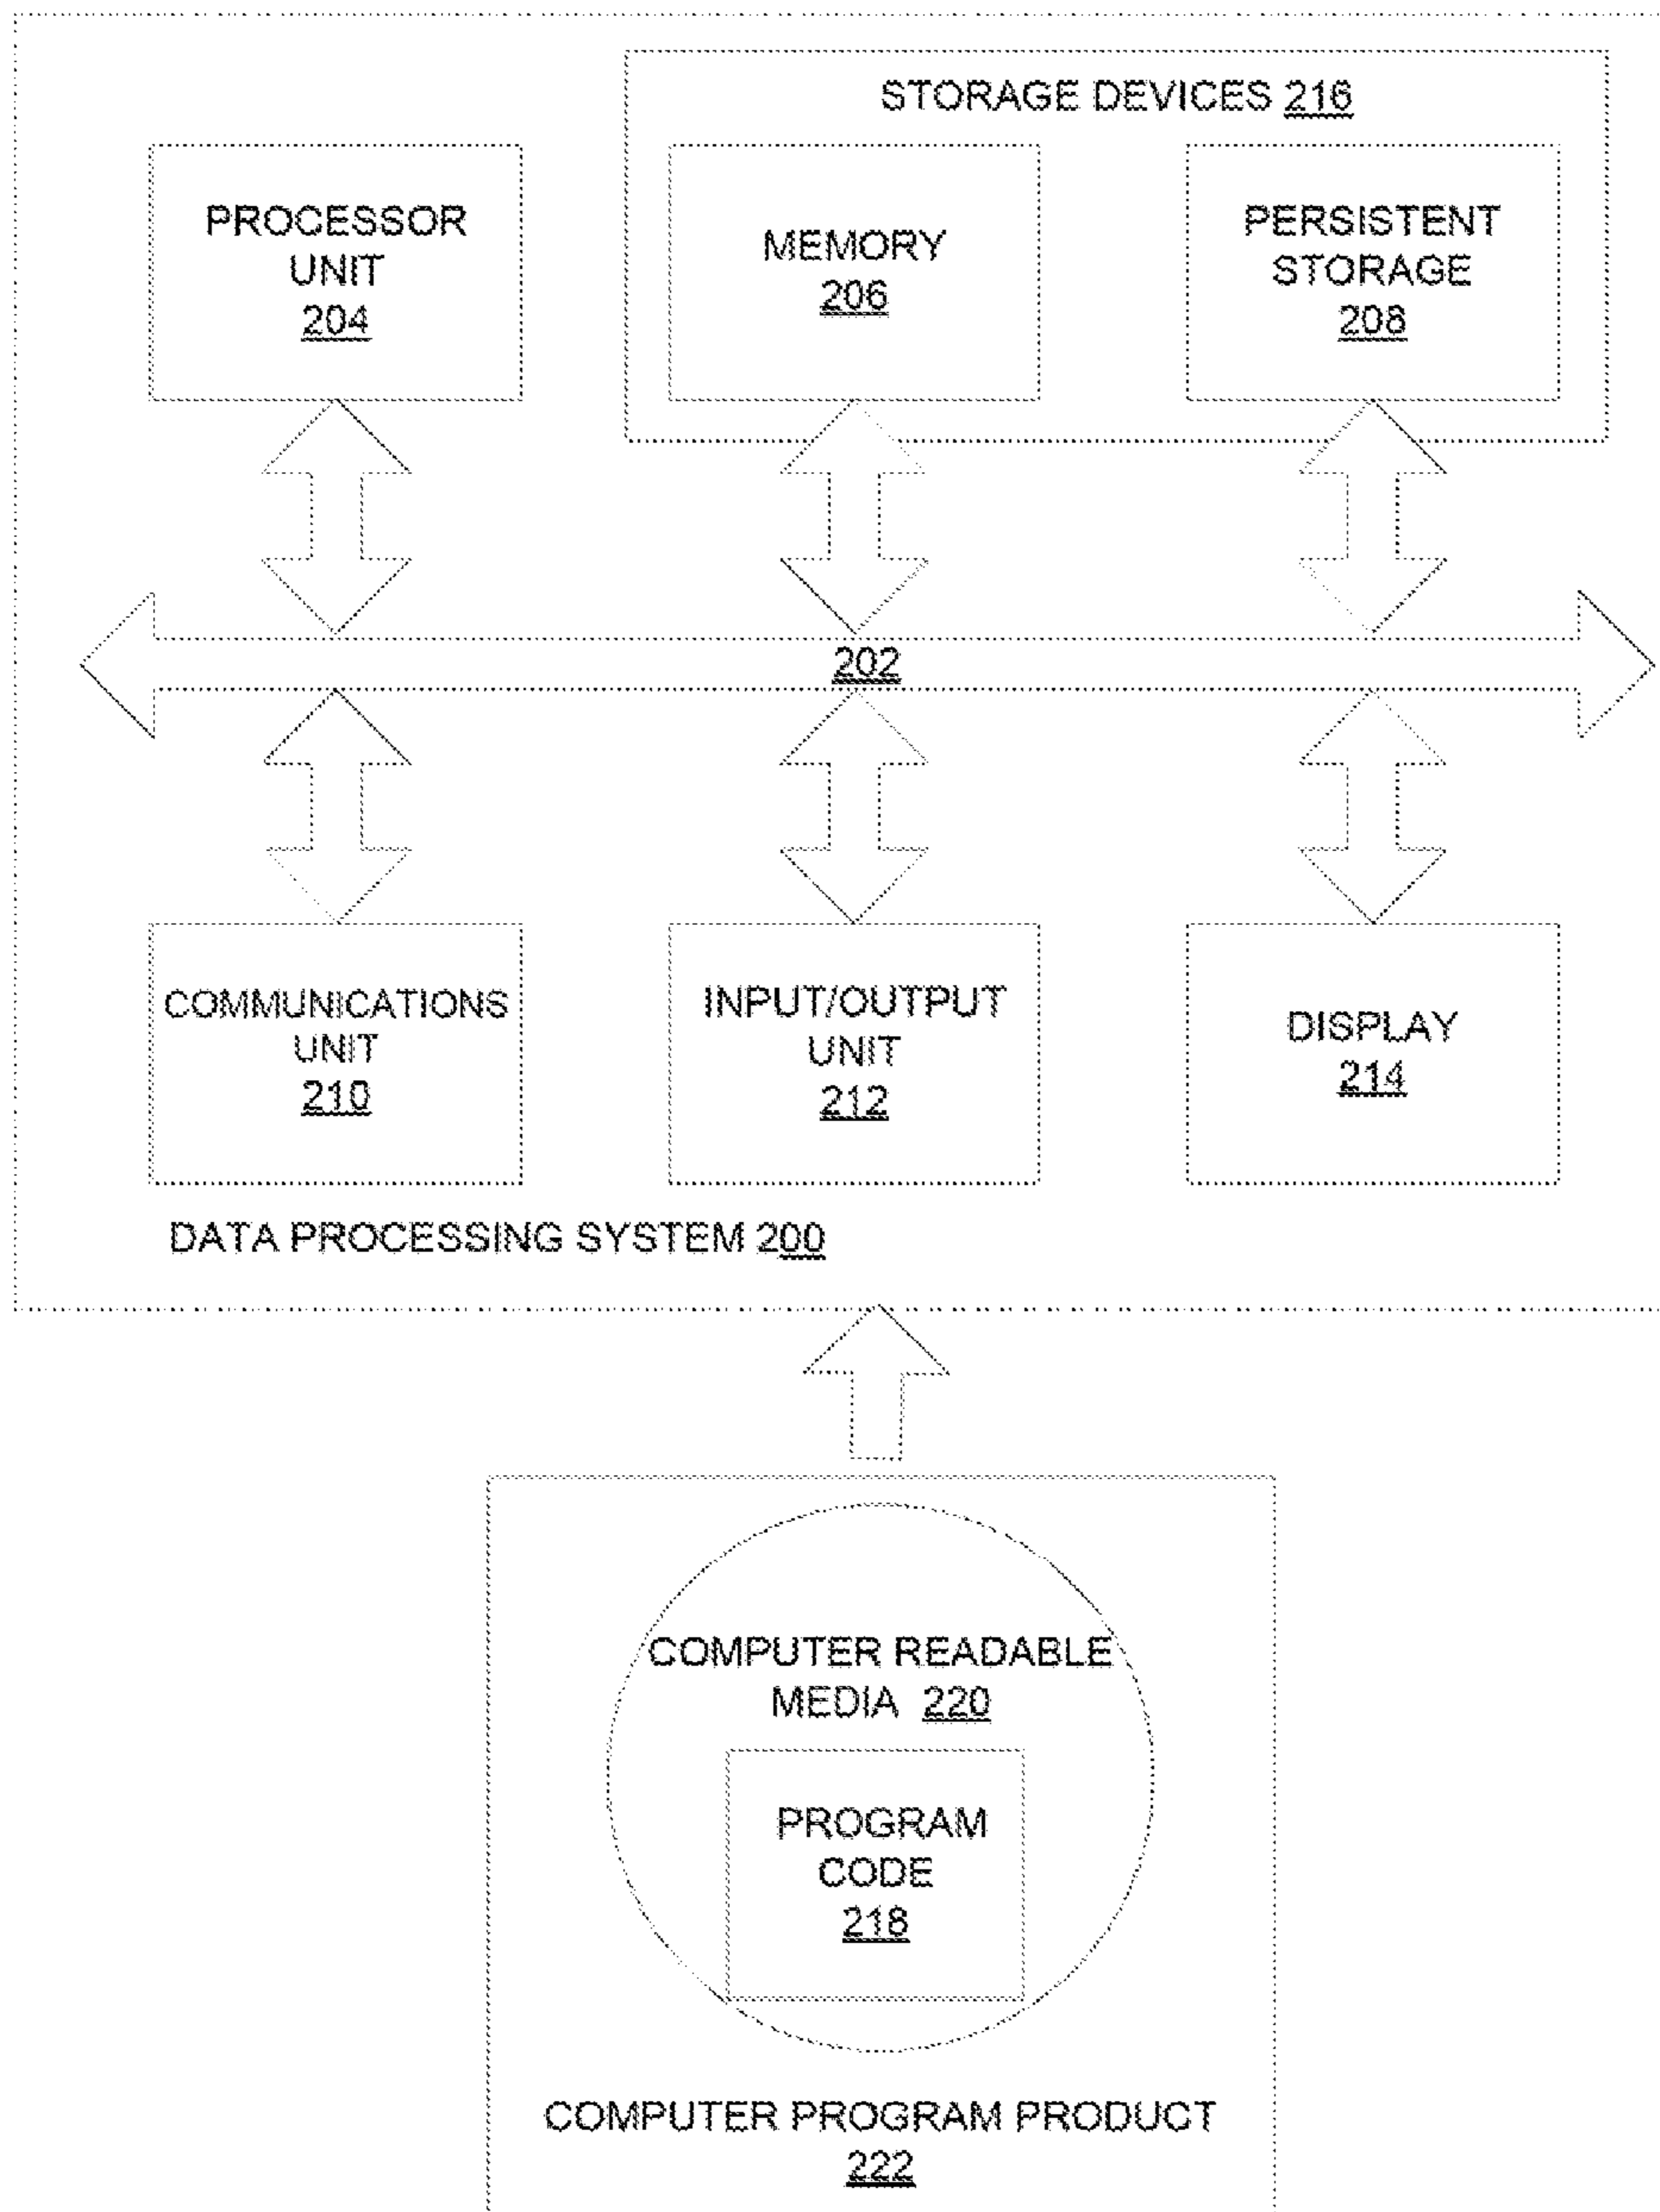 STORAGE DEVICES 216
PROCESSOR
UNIT
204
MEMORY
206
PERSISTENT
STORAGE
208
202
COMMUNICATIONS
UNIT
210
INPUT/OUTPUT
UNIT
212
DISPLAY
214
DATA PROCESSING SYSTEM 200
COMPUTER READABLE
MEDIA 220
PROGRAM
CODE
218
COMPUTER PROGRAM PRODUCT
222